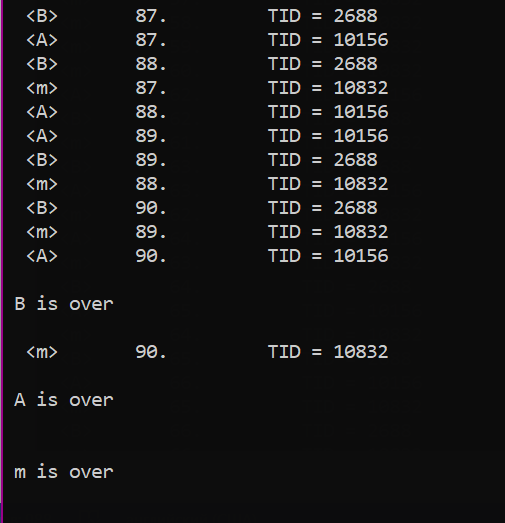 <B> 87. TID = 2688
<A> 87. TID = 10156
<B> 88. TID = 2688
<m> 87. TID = 10832
<A> 88. TID = 10156
<A> 89. TID = 10156
<B> 89. TID = 2688
<m> 88. TID = 10832
<B> 90. TID = 2688
<m> 89. TID = 10832
<A> 90. TID = 10156
B is over
<m> 90. TID = 10832
A is over
m is over